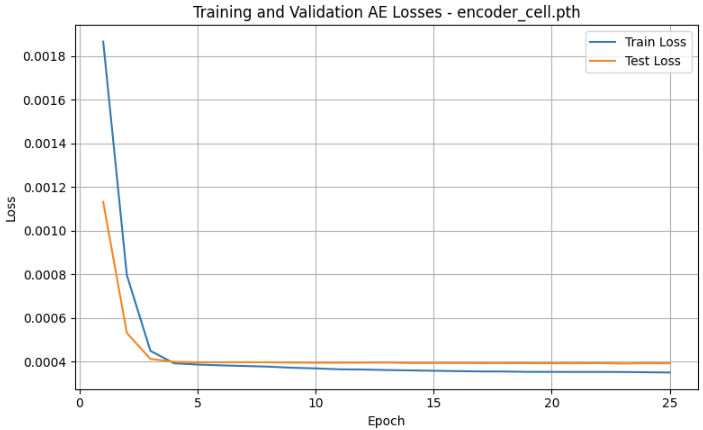 Training and Validation AE Losses - encoder_cell.pth
Train Loss
Test Loss
0.0018
0.0016
0.0014
0.0012
0.0010
0.0008
0.0006
0.0004
Loss
0
5
10
15
20
25
Epoch